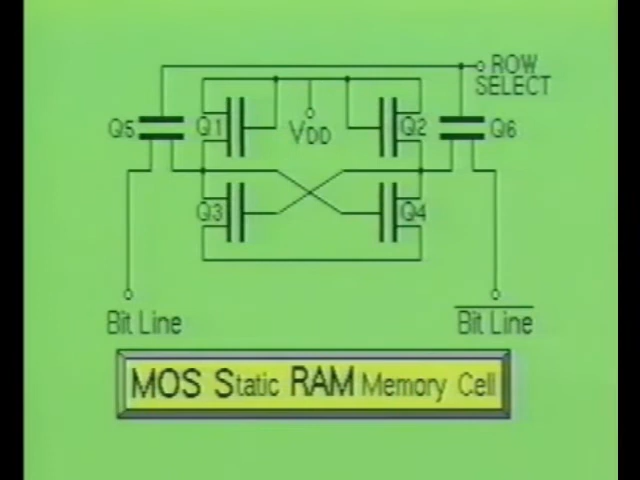 ROW
SELECT
Q5
Q1
VDD
Q2
Q6
Q3
Q4
Bit Line
Bit Line
MOS Static RAM Memory Cell